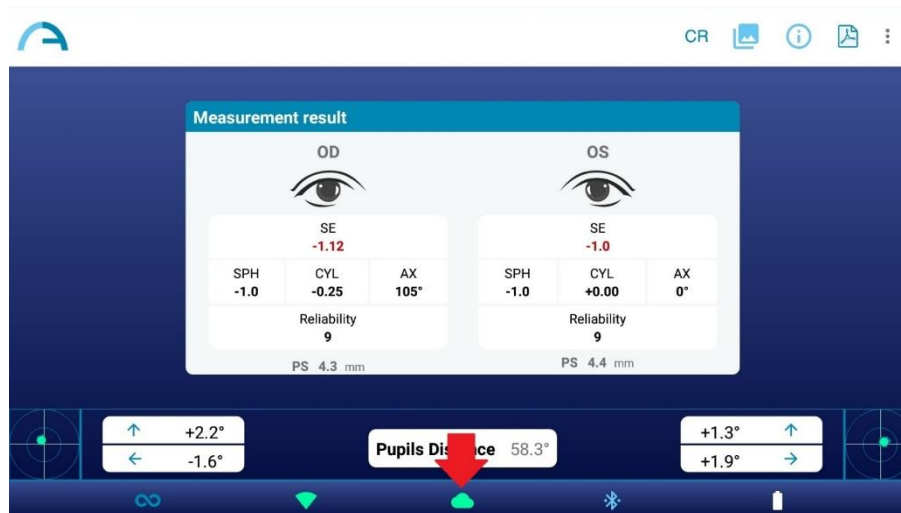 CR
Measurement result
OD OS
SE SE
-1.12 -1.0
SPH CYL AX SPH CYL AX
-1.0 -0.25 105° -1.0 +0.00 0°
Reliability Reliability
9 9
PS 4.3 mm PS 4.4 mm
+2.2° +1.3°
Pupils 58.3°
-1.6° +1.9°